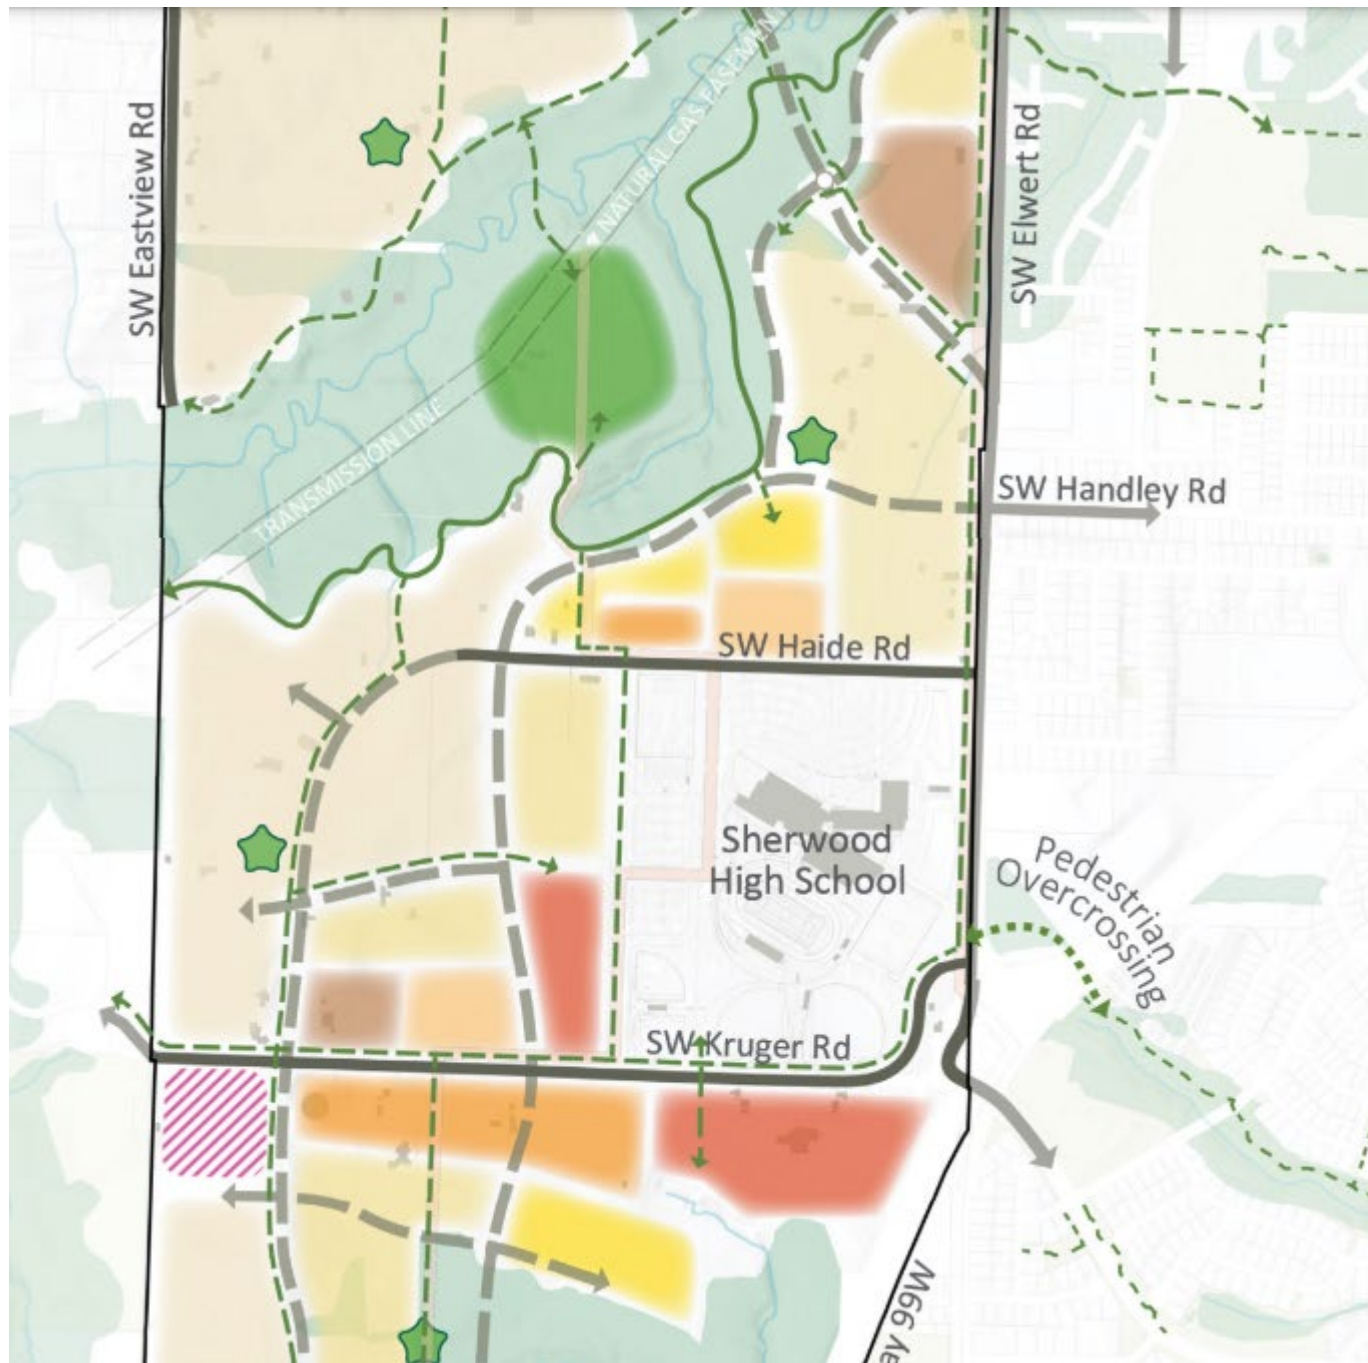 NATURAL GAS EASEMENT
SW Eastview Rd
SW Elwert Rd
TRANSMISSION LINE
SW Handley Rd
SW Haide Rd
Sherwood
High School
Pedestrian
Overcrossing
SW Kruger Rd
ay 99W